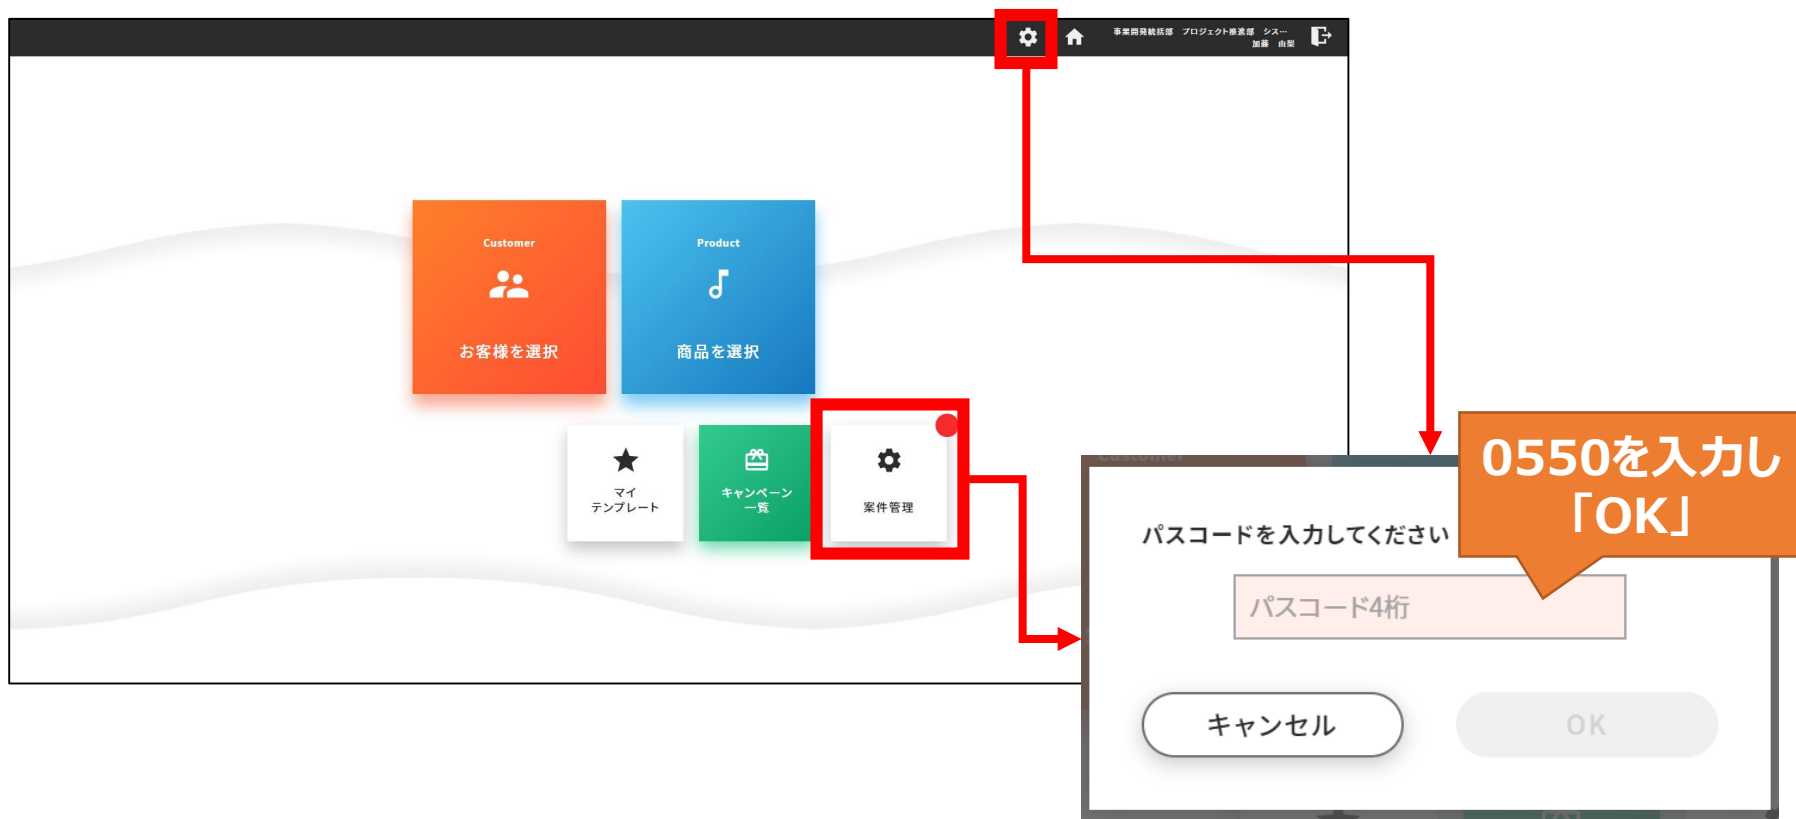 事業開発統括部 プロジェクト推進部 シス…
加藤 由梨
Customer
お客様を選択
Product
商品を選択
マイ
テンプレート
キャンペーン
一覧
案件管理
Customer
0550を入力し
「OK」
パスコードを入力してください
パスコード4桁
キャンセル
OK